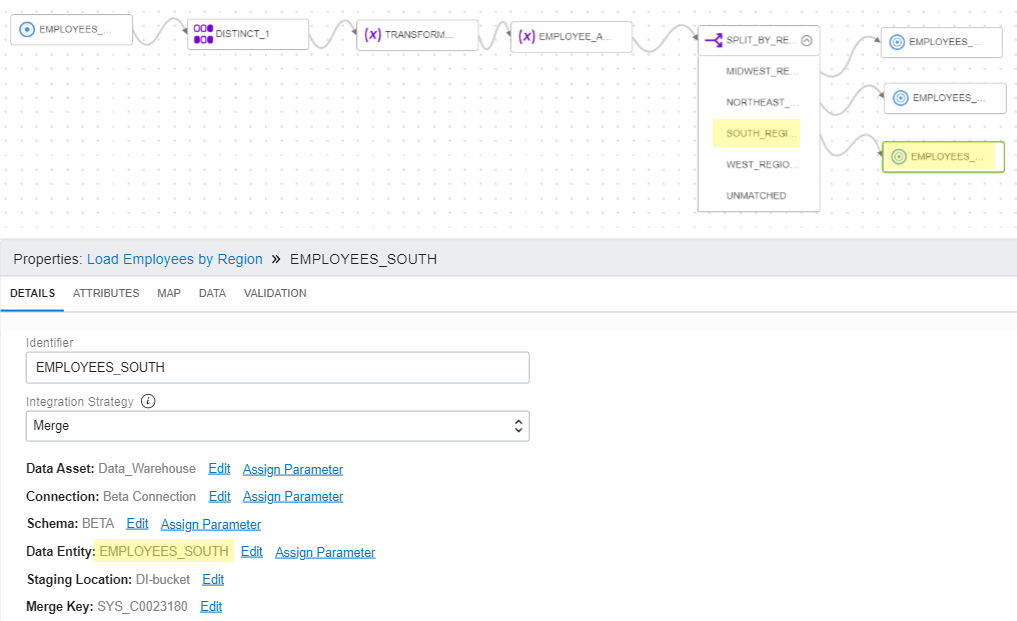 EMPLOYEES_...
DISTINCT_1
(x) TRANSFORM...
(x) EMPLOYEE_A...
SPLIT_BY_RE...
MIDWEST_RE...
NORTHEAST_...
SOUTH_REGI...
WEST_REGIO...
UNMATCHED
EMPLOYEES_...
EMPLOYEES_...
EMPLOYEES_...
Properties: Load Employees by Region » EMPLOYEES_SOUTH
DETAILS ATTRIBUTES MAP DATA VALIDATION
Identifier
EMPLOYEES_SOUTH
Integration Strategy i
Merge
Data Asset: Data_Warehouse Edit Assign Parameter
Connection: Beta Connection Edit Assign Parameter
Schema: BETA Edit Assign Parameter
Data Entity: EMPLOYEES_SOUTH Edit Assign Parameter
Staging Location: DI-bucket Edit
Merge Key: SYS_C0023180 Edit